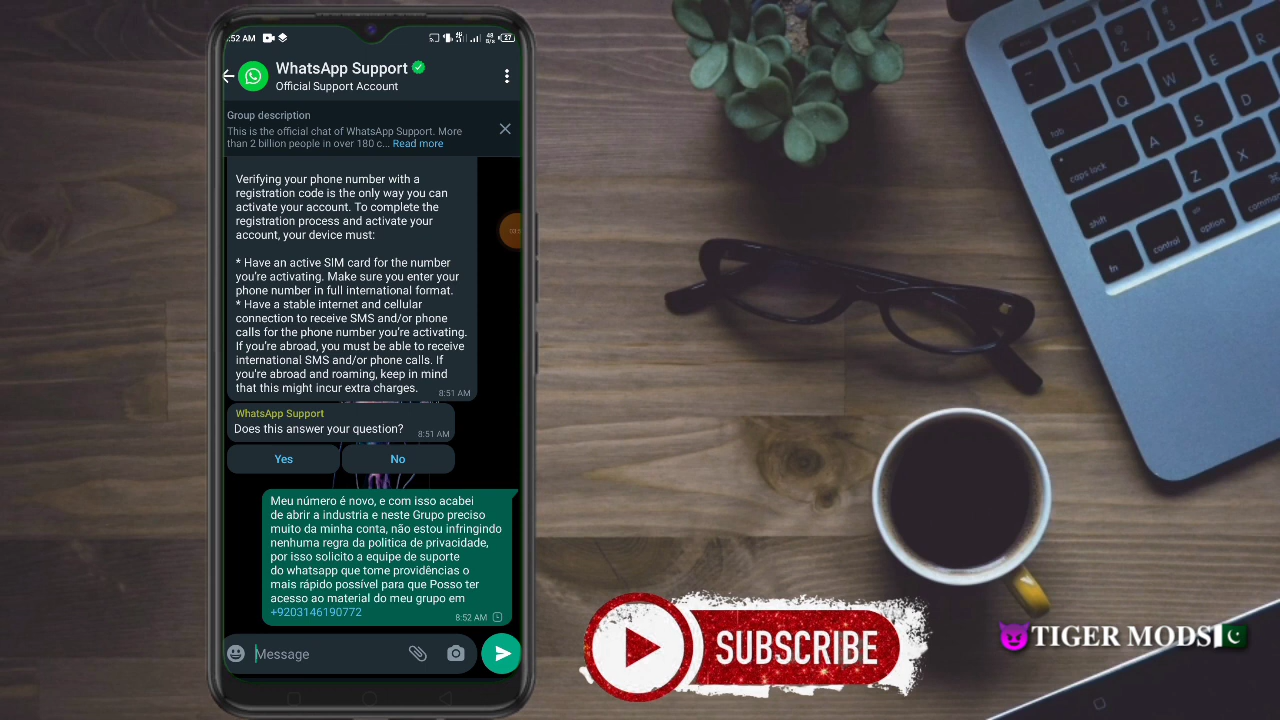 :52 AM
27
WhatsApp Support
Official Support Account
Group description
This is the official chat of WhatsApp Support. More
than 2 billion people in over 180 c... Read more
Verifying your phone number with a
registration code is the only way you can
activate your account. To complete the
registration process and activate your
account, your device must:
* Have an active SIM card for the number
you're activating. Make sure you enter your
phone number in full international format.
* Have a stable internet and cellular
connection to receive SMS and/or phone
calls for the phone number you're activating.
If you're abroad, you must be able to receive
international SMS and/or phone calls. If
you're abroad and roaming, keep in mind
that this might incur extra charges.
8:51 AM
WhatsApp Support
Does this answer your question?
8:51 AM
Yes No
Meu número é novo, e com isso acabei
de abrir a industria e neste Grupo preciso
muito da minha conta, não estou infringindo
nenhuma regra da politica de privacidade,
por isso solicito a equipe de suporte
do whatsapp que tome providências o
mais rápido possível para que Posso ter
acesso ao material do meu grupo em
+9203146190772
8:52 AM
Message
SUBSCRIBE
TIGER MODS
tab
caps lock
shift
fn
control
option
Q
W
E
R
A
S
D
Z
X